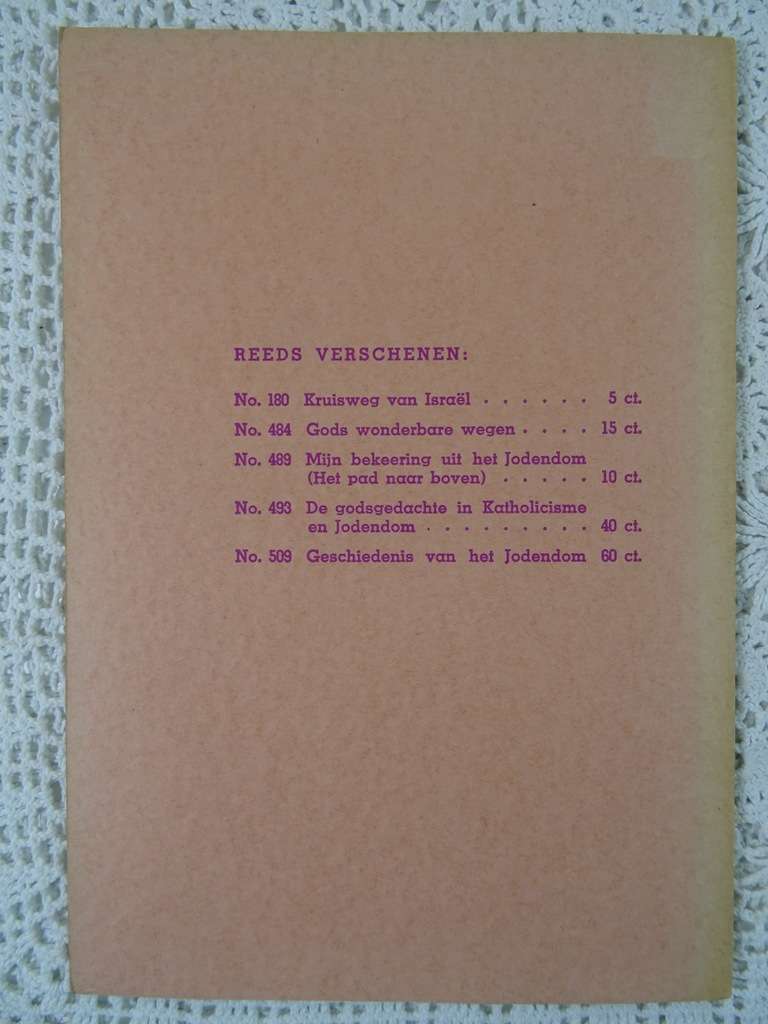 REEDS VERSCHENEN:
No. 180 Kruisweg van Israël . . . . . . 5 ct.
No. 484 Gods wonderbare wegen . . . . 15 ct.
No. 489 Mijn bekeering uit het Jodendom
(Het pad naar boven) . . . . . 10 ct.
No. 493 De godsgedachte in Katholicisme
en Jodendom . . . . . . . . . 40 ct.
No. 509 Geschiedenis van het Jodendom 60 ct.